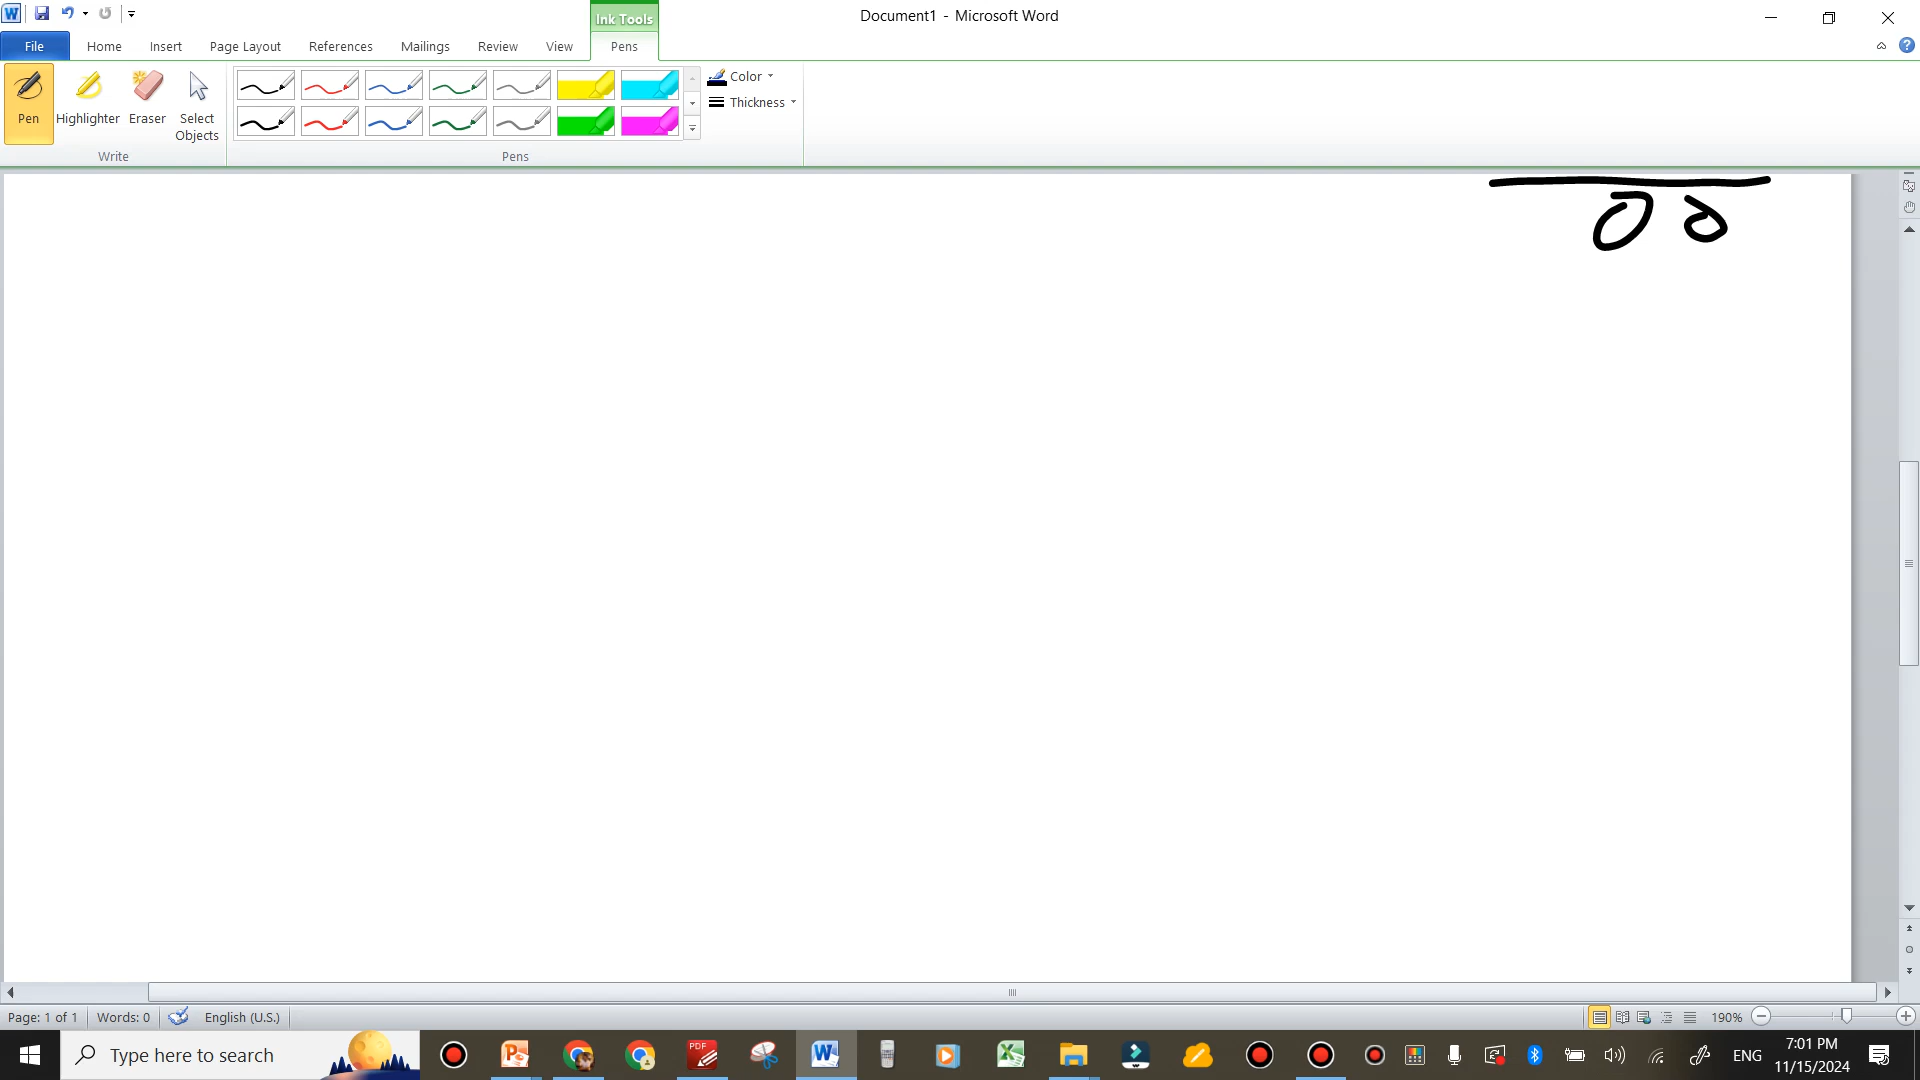 Document1 - Microsoft Word
Ink Tools
File Home Insert Page Layout References Mailings Review View Pens
Pen Highlighter Eraser Select Objects
Color
Thickness
Write Pens
00
Page: 1 of 1 Words: 0 English (U.S.) 190%
Type here to search
PDF
ENG
7:01 PM
11/15/2024